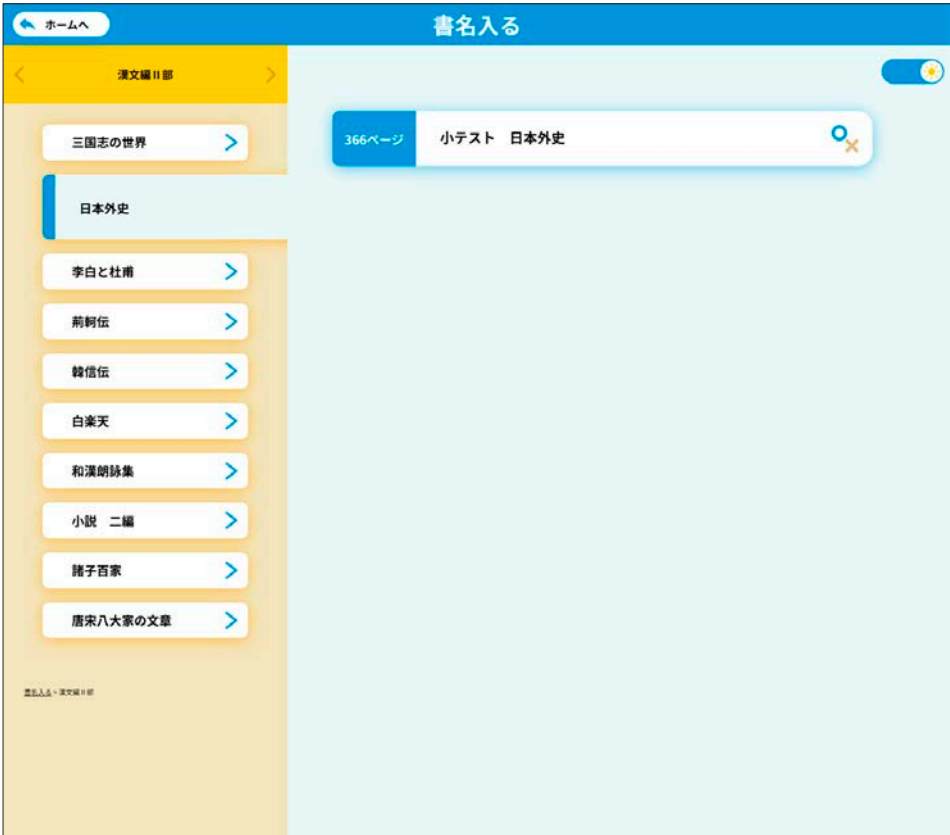 ホームへ
書名入る
漢文編Ⅱ部
三国志の世界
366ページ
小テスト　日本外史
日本外史
李白と杜甫
荊軻伝
韓信伝
白楽天
和漢朗詠集
小説　二編
諸子百家
唐宋八大家の文章
書名入る > 漢文編Ⅱ部